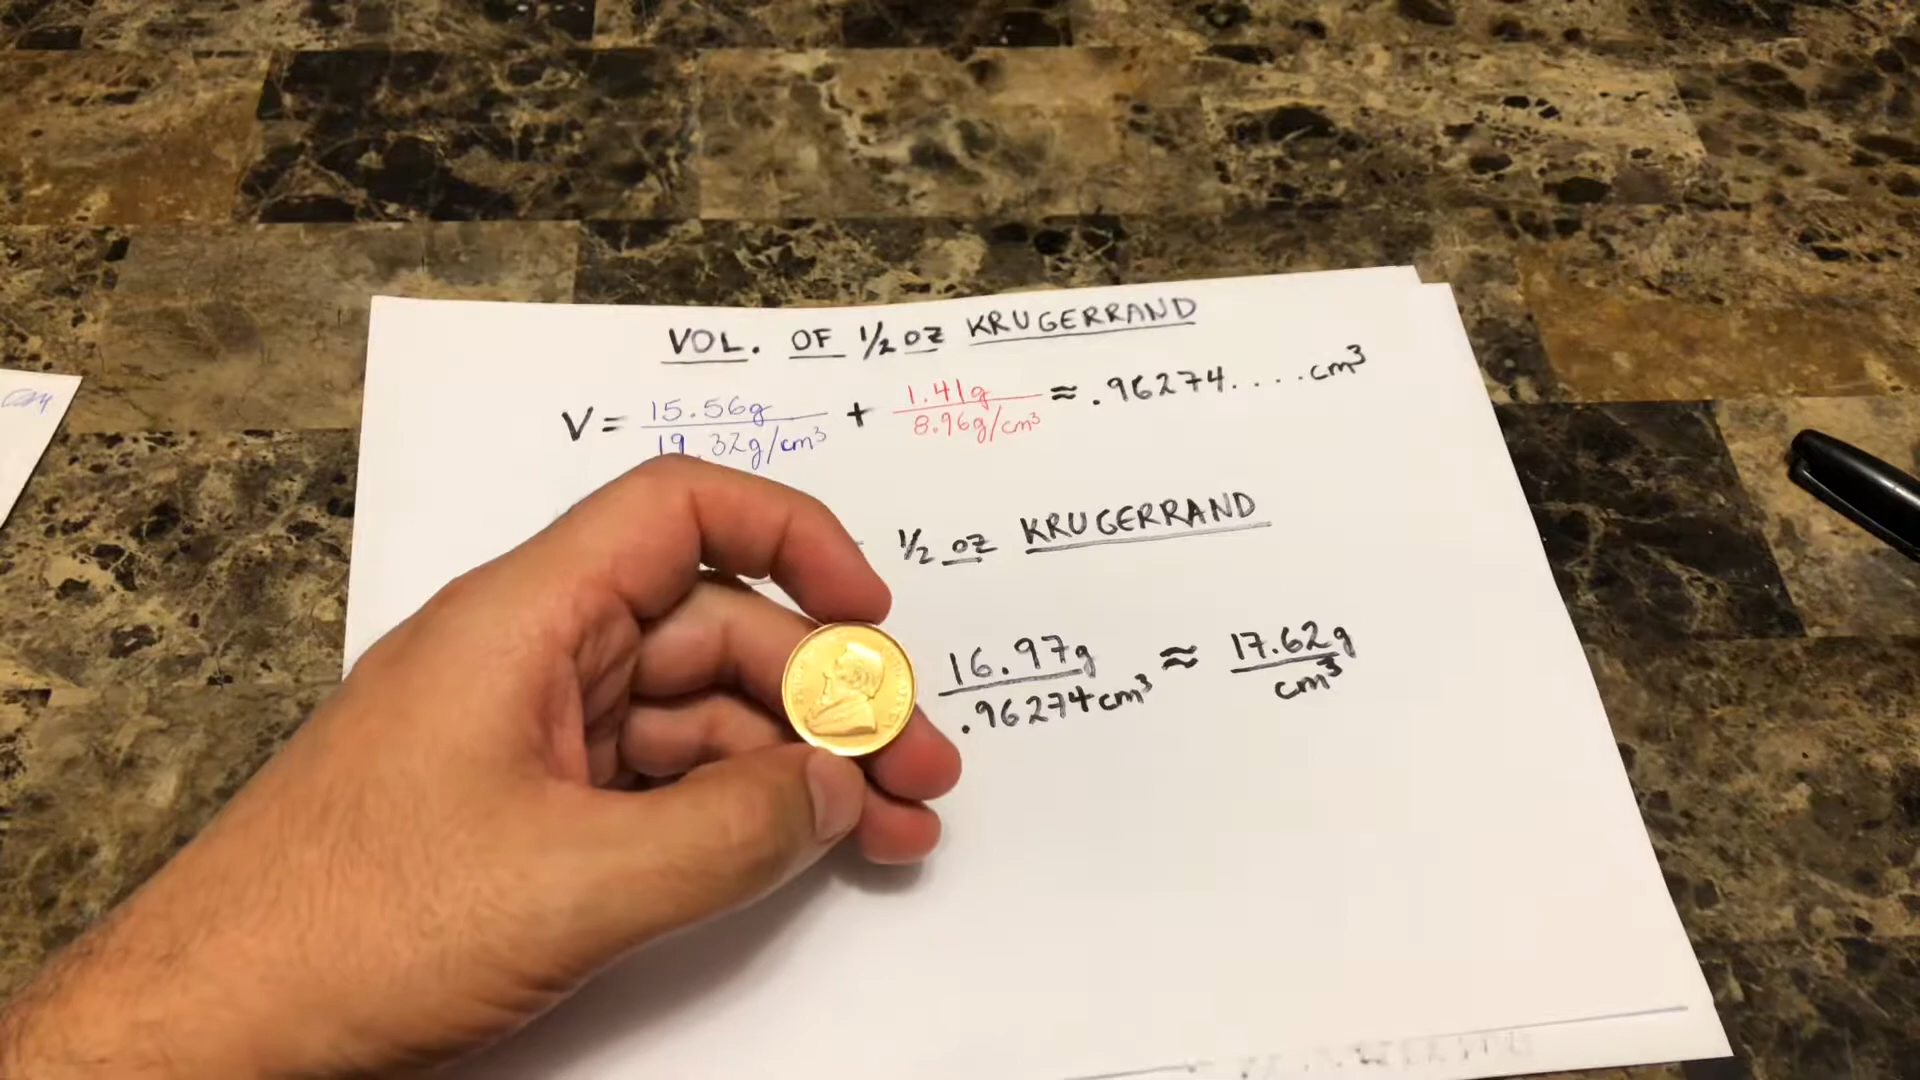 VOL. OF 1/2 oz KRUGERRAND
V = 15.56g / 19.32g/cm³ + 1.41g / 8.96g/cm³ ≈ .96274....cm³
1/2 oz KRUGERRAND
16.97g / .96274cm³ ≈ 17.62g / cm³